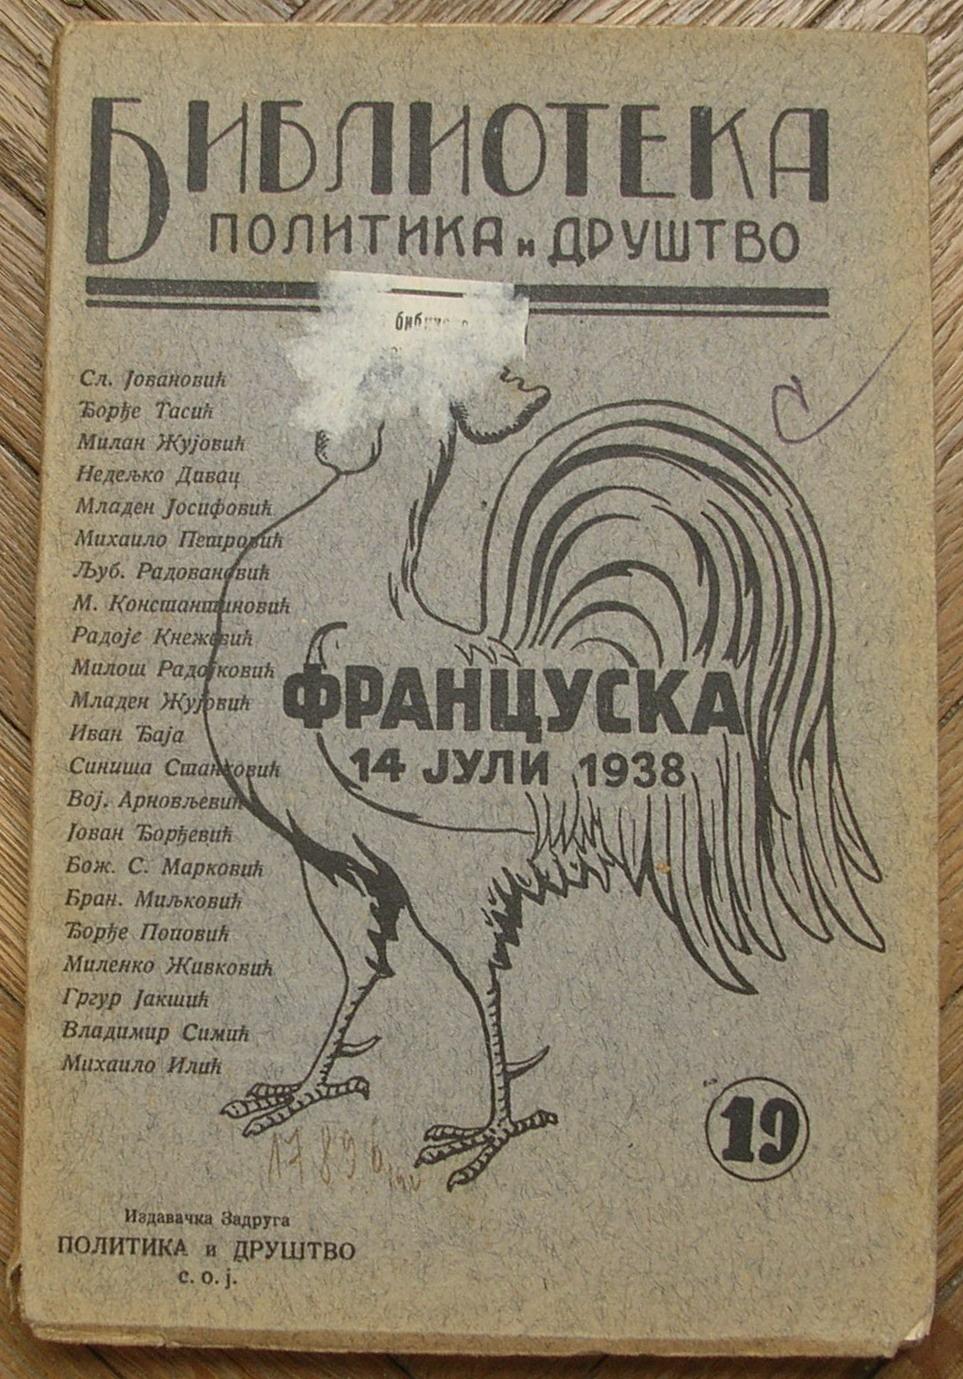 БИБЛИОТЕКА
ПОЛИТИКА и ДРУШТВО
Сл. Јовановић
Ђорђе Тасић
Милан Жујовић
Недељко Дивац
Младен Јосифовић
Михаило Петровић
Љуб. Радовановић
М. Константиновић
Радоје Кнежевић
Милош Радојковић
Младен Жујовић
Иван Ђаја
Синиша Станковић
Вој. Арновљевић
Јован Ђорђевић
Бож. С. Марковић
Бран. Миљковић
Ђорђе Поповић
Миленко Живковић
Гргур Јакшић
Владимир Симић
Михаило Илић
ФРАНЦУСКА
14 ЈУЛИ 1938
19
Издавачка Задруга
ПОЛИТИКА и ДРУШТВО
с. о. ј.